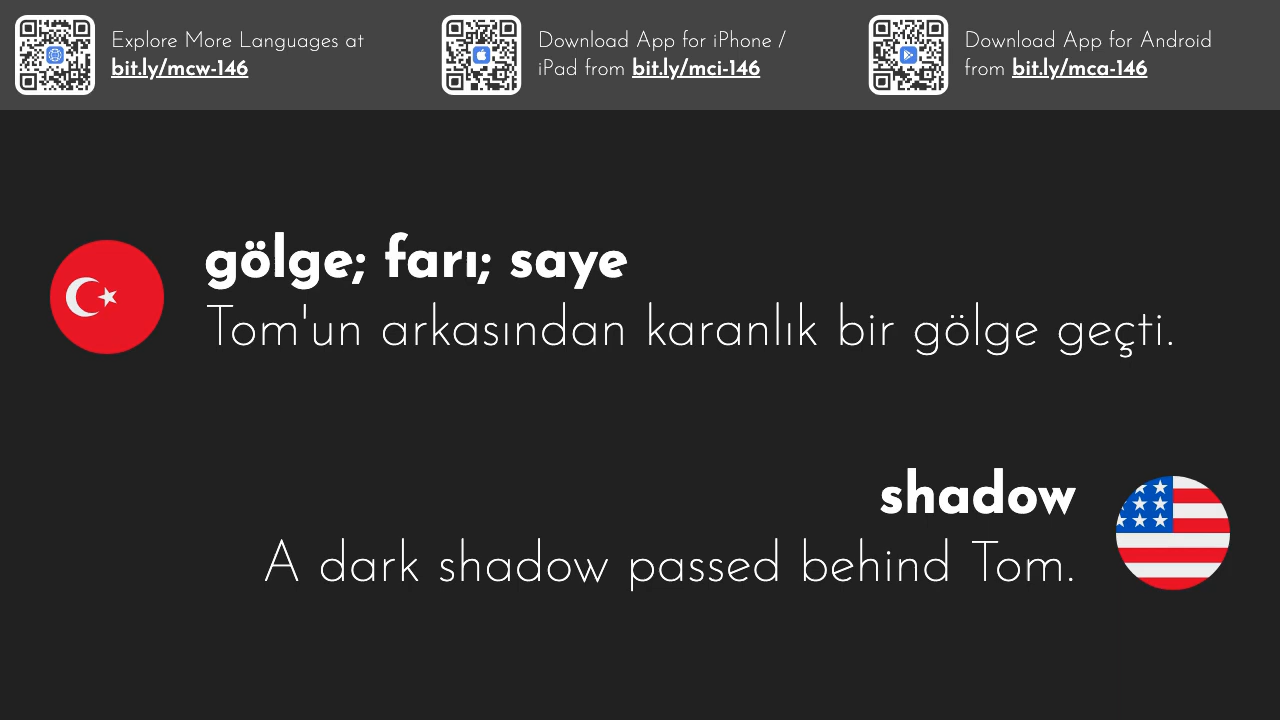 Explore More Languages at
bit.ly/mcw-146
Download App for iPhone /
iPad from bit.ly/mci-146
Download App for Android
from bit.ly/mca-146
gölge; farı; saye
Tom'un arkasından karanlık bir gölge geçti.
shadow
A dark shadow passed behind Tom.